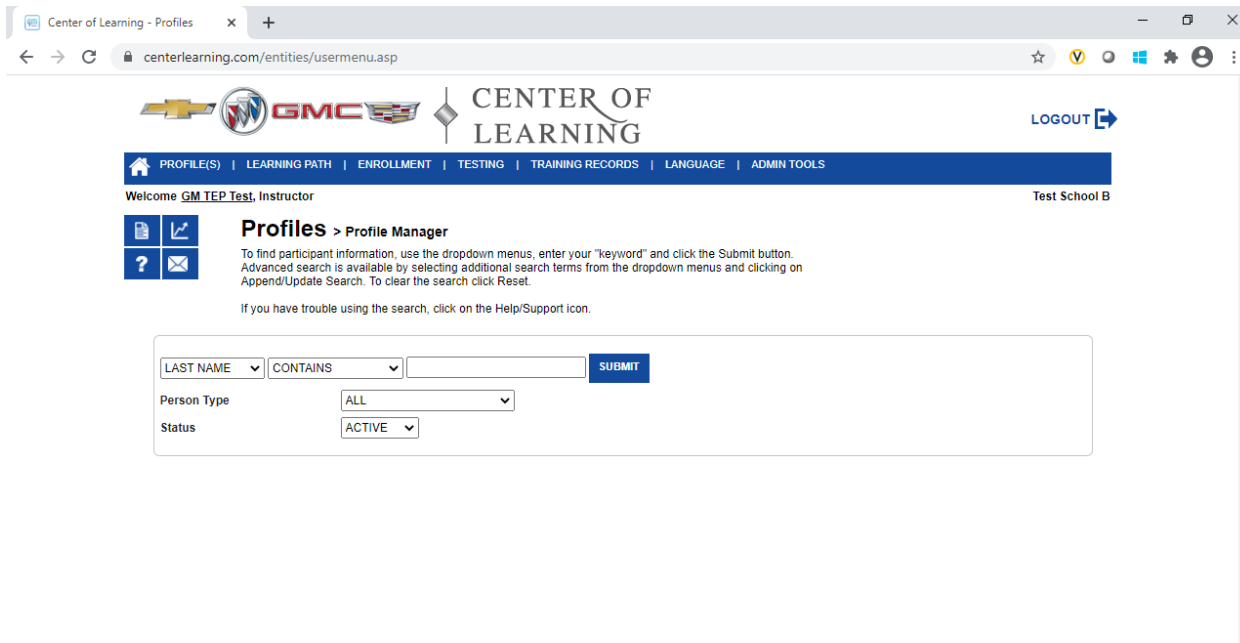 Center of Learning - Profiles
centerlearning.com/entities/usermenu.asp
GMC
CENTER OF
LEARNING
LOGOUT
PROFILE(S) | LEARNING PATH | ENROLLMENT | TESTING | TRAINING RECORDS | LANGUAGE | ADMIN TOOLS
Welcome GM TEP Test, Instructor
Test School B
Profiles > Profile Manager
To find participant information, use the dropdown menus, enter your "keyword" and click the Submit button.
Advanced search is available by selecting additional search terms from the dropdown menus and clicking on
Append/Update Search. To clear the search click Reset.
If you have trouble using the search, click on the Help/Support icon.
LAST NAME CONTAINS SUBMIT
Person Type ALL
Status ACTIVE